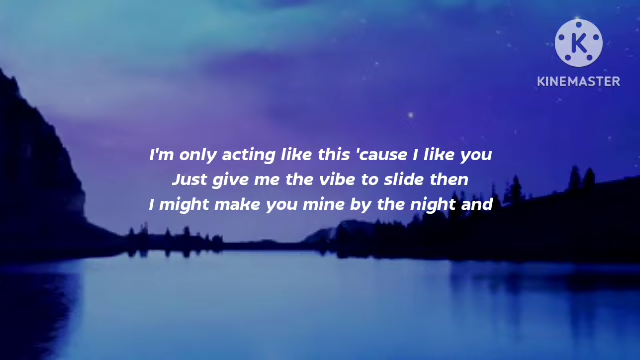 K
KINEMASTER
I'm only acting like this 'cause I like you
Just give me the vibe to slide then
I might make you mine by the night and